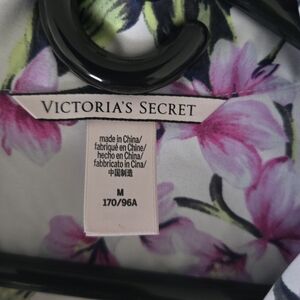 VICTORIA'S SECRET
made in China/
fabriqué en Chine/
hecho en China/
fabbricato in Cina/
中国制造
M
170/96A